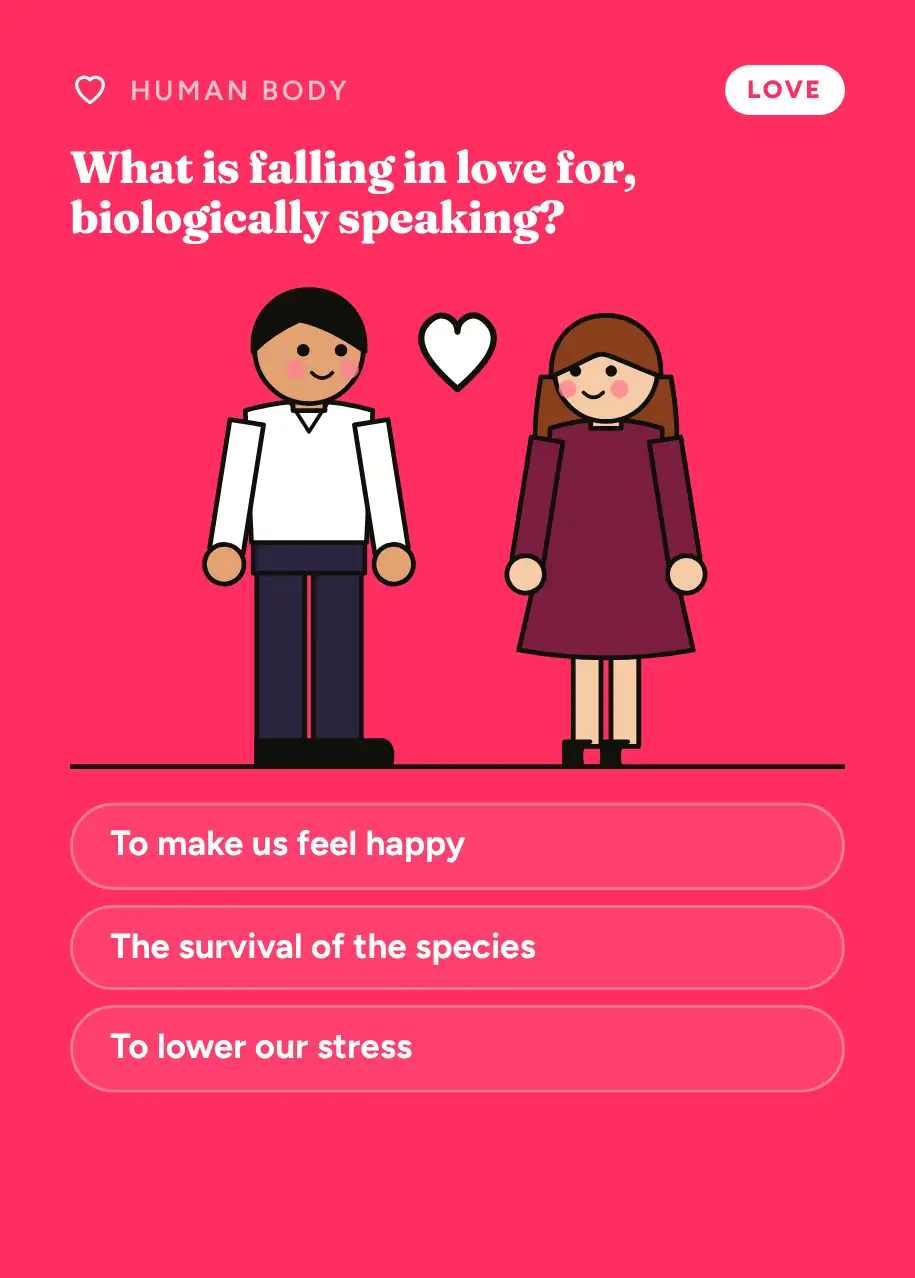 HUMAN BODY
LOVE
What is falling in love for,
biologically speaking?
To make us feel happy
The survival of the species
To lower our stress